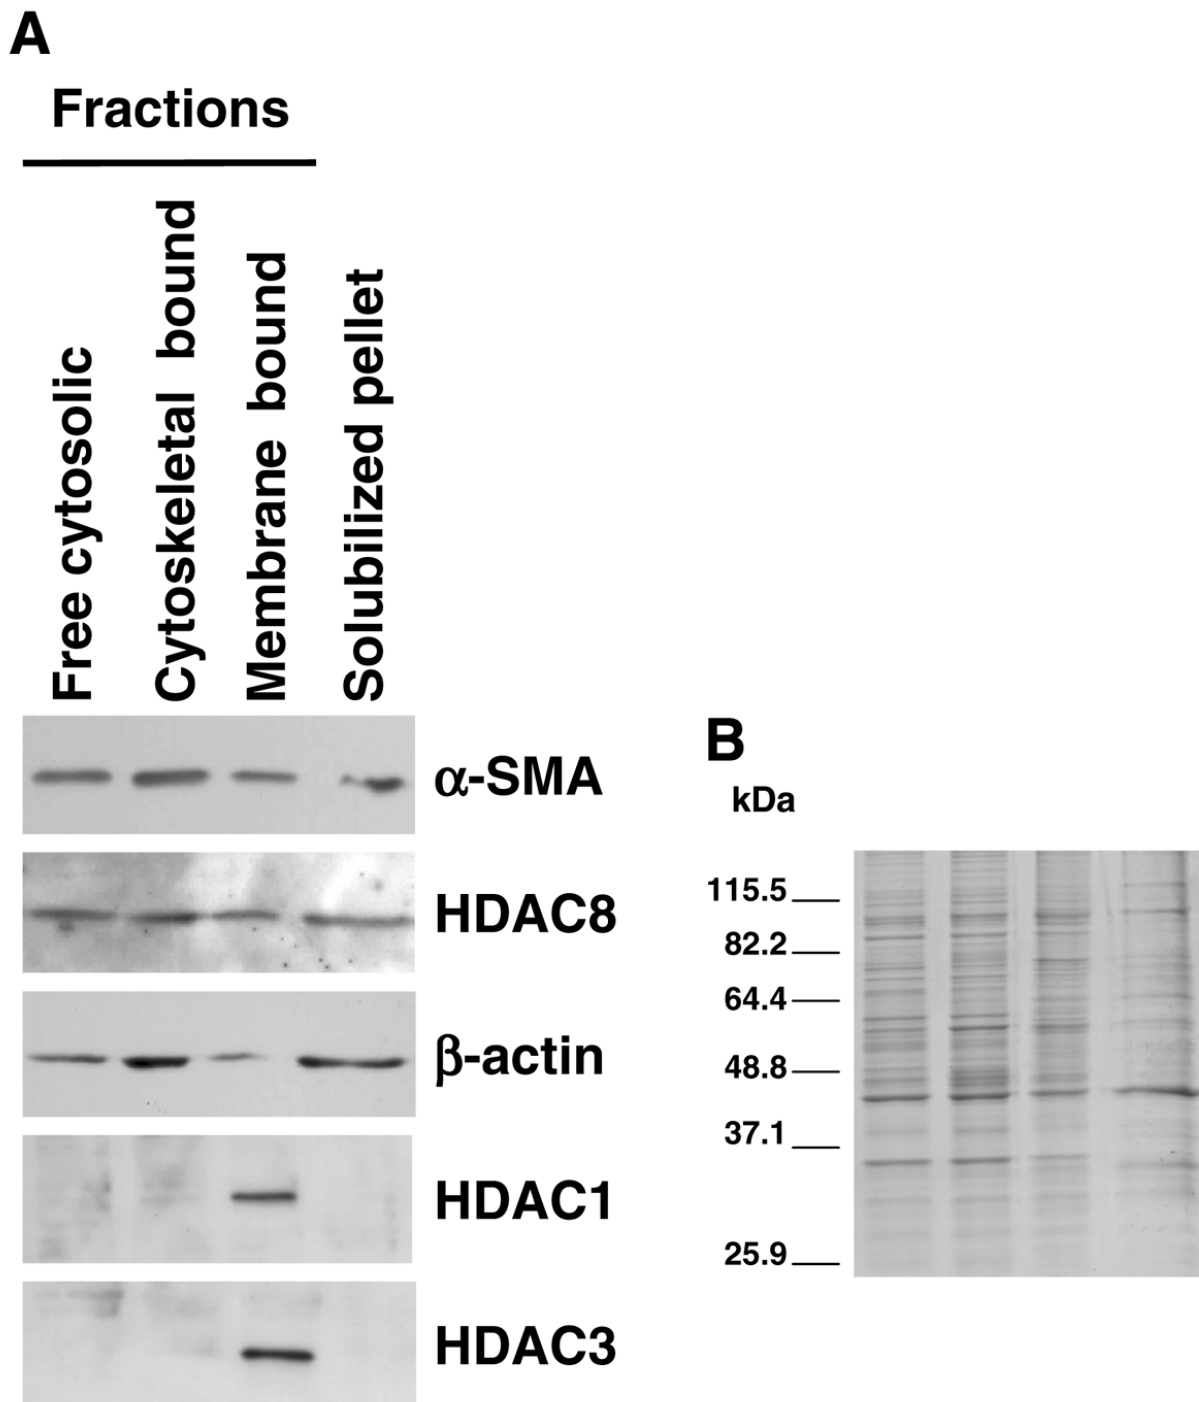 A
Fractions
Free cytosolic
Cytoskeletal bound
Membrane bound
Solubilized pellet
α-SMA
HDAC8
β-actin
HDAC1
HDAC3
B
kDa
115.5
82.2
64.4
48.8
37.1
25.9